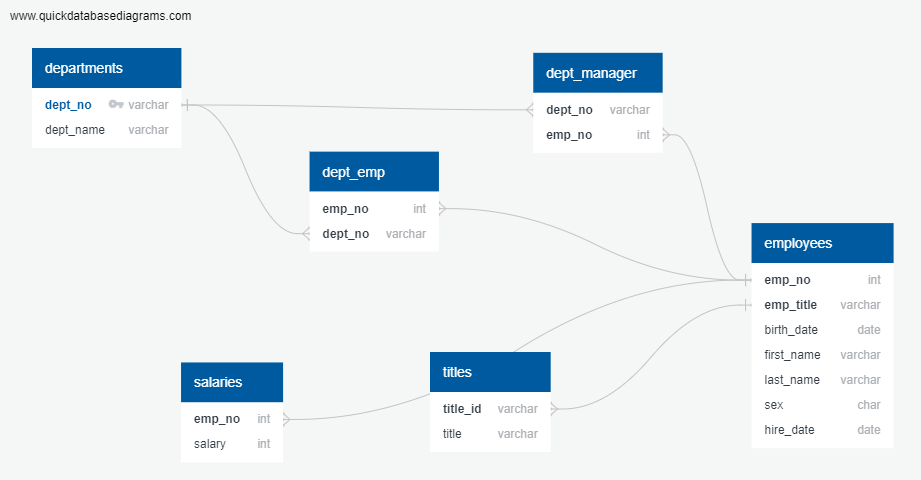 www.quickdatabasediagrams.com
departments
dept_no varchar
dept_name varchar
dept_manager
dept_no varchar
emp_no int
dept_emp
emp_no int
dept_no varchar
employees
emp_no int
emp_title varchar
birth_date date
first_name varchar
last_name varchar
sex char
hire_date date
salaries
emp_no int
salary int
titles
title_id varchar
title varchar